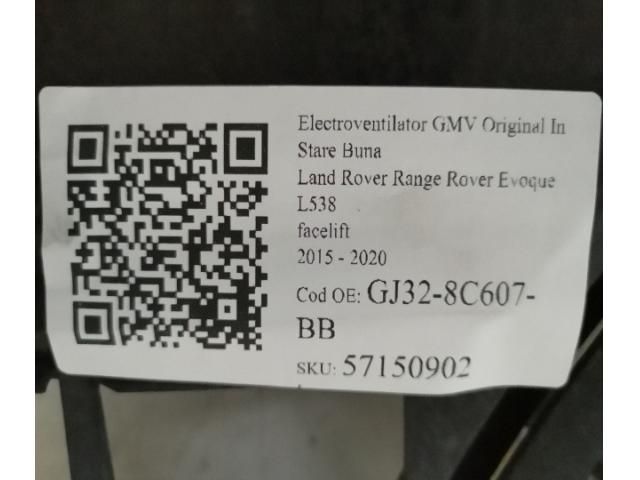 Electroventilator GMV Original In
Stare Buna
Land Rover Range Rover Evoque
L538
facelift
2015 - 2020
Cod OE: GJ32-8C607-
BB
SKU: 57150902